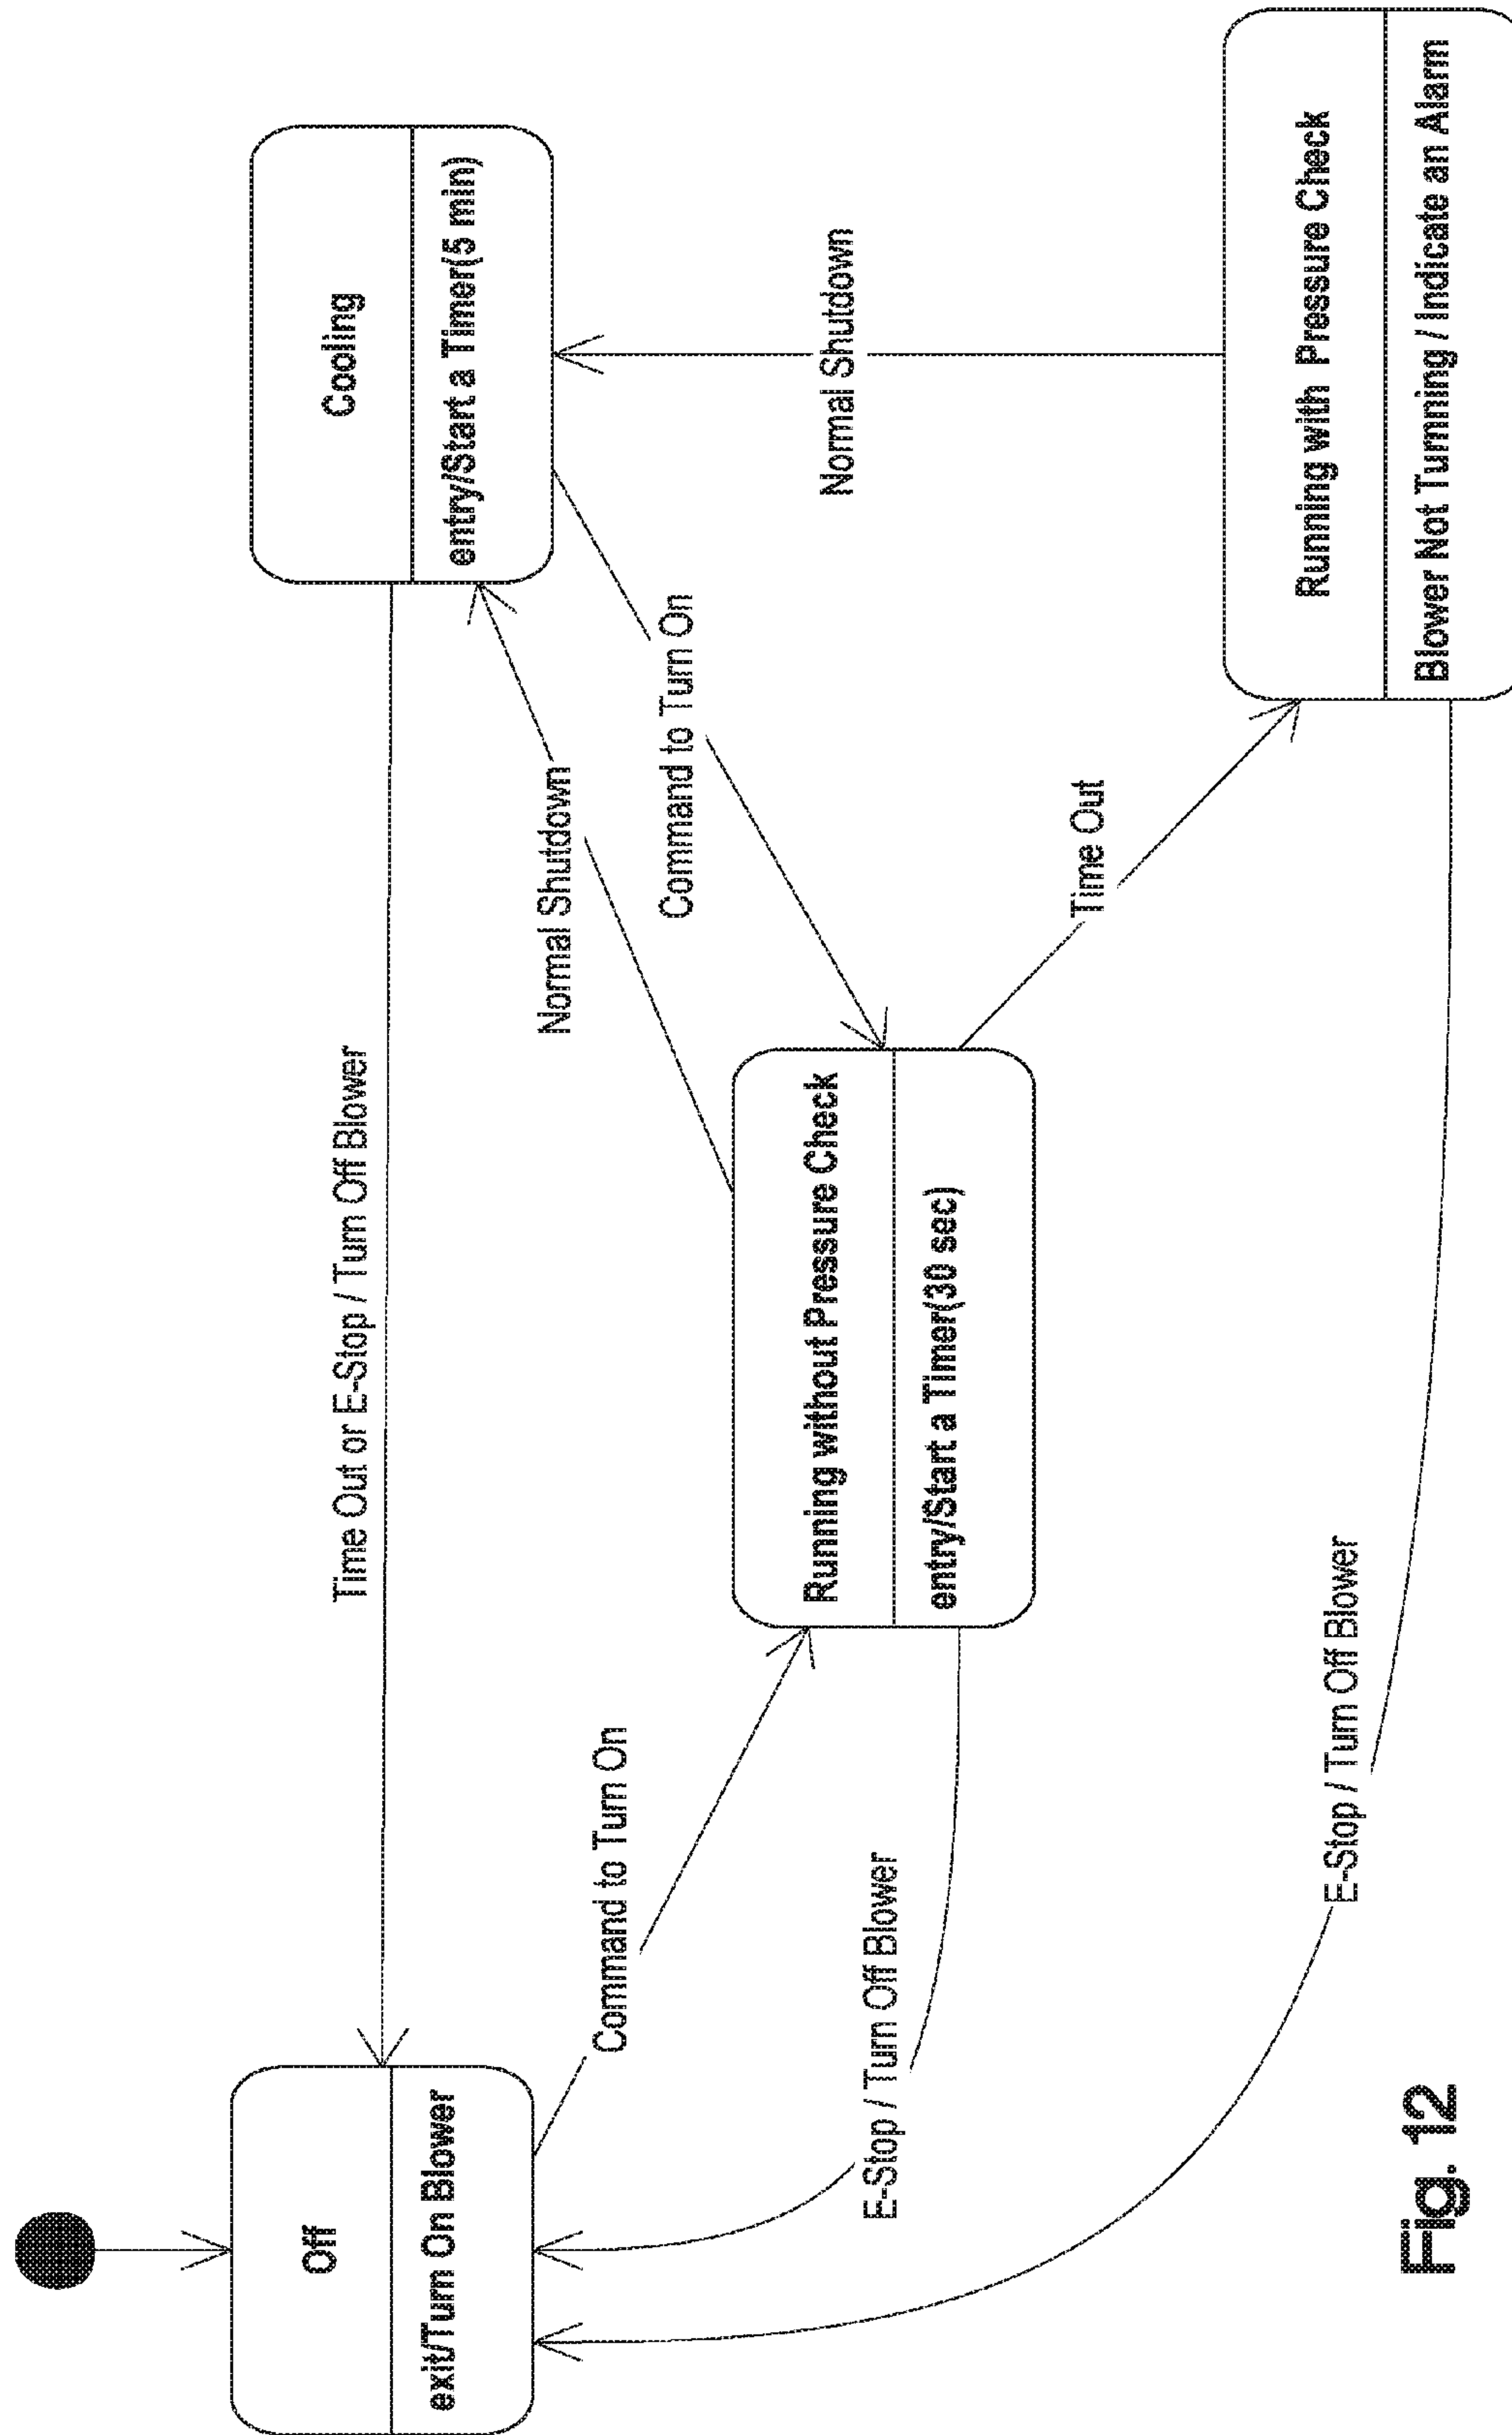 Off
exit/Turn On Blower
Time Out or E-Stop / Turn Off Blower
Cooling
entry/Start a Timer(5 min)
Command to Turn On
Normal Shutdown
Command to Turn On
Running without Pressure Check
entry/Start a Timer(30 sec)
Normal Shutdown
E-Stop / Turn Off Blower
Time Out
Running with Pressure Check
Blower Not Turning / Indicate an Alarm
E-Stop / Turn Off Blower
Fig. 12